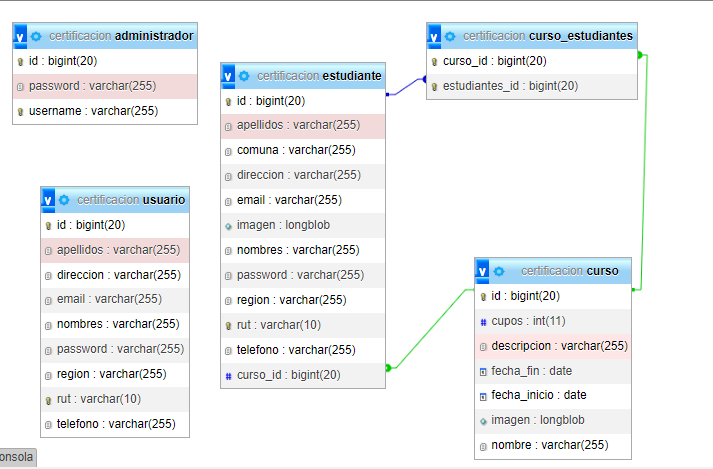 certificacion administrador
id : bigint(20)
password : varchar(255)
username : varchar(255)
certificacion estudiante
id : bigint(20)
apellidos : varchar(255)
comuna : varchar(255)
direccion : varchar(255)
email : varchar(255)
imagen : longblob
nombres : varchar(255)
password : varchar(255)
region : varchar(255)
rut : varchar(10)
telefono : varchar(255)
# curso_id : bigint(20)
certificacion curso_estudiantes
curso_id : bigint(20)
estudiantes_id : bigint(20)
certificacion usuario
id : bigint(20)
apellidos : varchar(255)
direccion : varchar(255)
email : varchar(255)
nombres : varchar(255)
password : varchar(255)
region : varchar(255)
rut : varchar(10)
telefono : varchar(255)
certificacion curso
id : bigint(20)
# cupos : int(11)
descripcion : varchar(255)
fecha_fin : date
fecha_inicio : date
imagen : longblob
nombre : varchar(255)
onsola